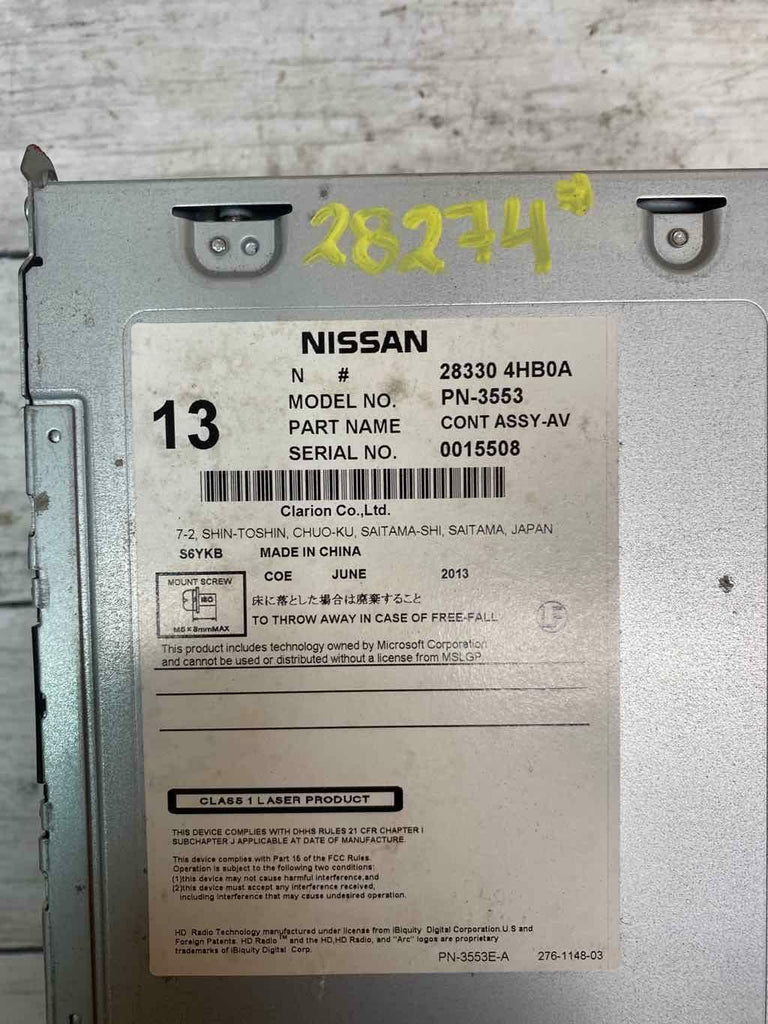 28274
NISSAN
N # 28330 4HB0A
MODEL NO. PN-3553
13
PART NAME CONT ASSY-AV
SERIAL NO. 0015508
Clarion Co.,Ltd.
7-2, SHIN-TOSHIN, CHUO-KU, SAITAMA-SHI, SAITAMA, JAPAN
S6YKB MADE IN CHINA
COE JUNE 2013
MOUNT SCREW
ISO
M5×8mmMAX
床に落とした場合は廃棄すること
TO THROW AWAY IN CASE OF FREE-FALL
This product includes technology owned by Microsoft Corporation
and cannot be used or distributed without a license from MSLGP.
CLASS 1 LASER PRODUCT
THIS DEVICE COMPLIES WITH DHHS RULES 21 CFR CHAPTER I
SUBCHAPTER J APPLICABLE AT DATE OF MANUFACTURE.
This device complies with Part 15 of the FCC Rules.
Operation is subject to the following two conditions:
(1)this device may not cause harmful interference,and
(2)this device must accept any interference received,
including interference that may cause undesired operation.
HD Radio Technology manufactured under license from iBiquity Digital Corporation.U.S and
Foreign Patents. HD Radio™ and the HD,HD Radio, and "Arc" logos are proprietary
trademarks of iBiquity Digital Corp.
PN-3553E-A 276-1148-03